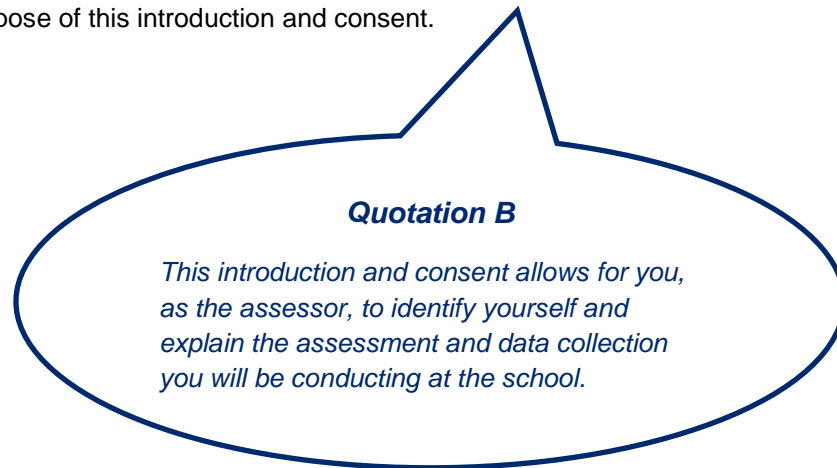 of this introduction and consent.
Quotation B
This introduction and consent allows for you,
as the assessor, to identify yourself and
explain the assessment and data collection
you will be conducting at the school.